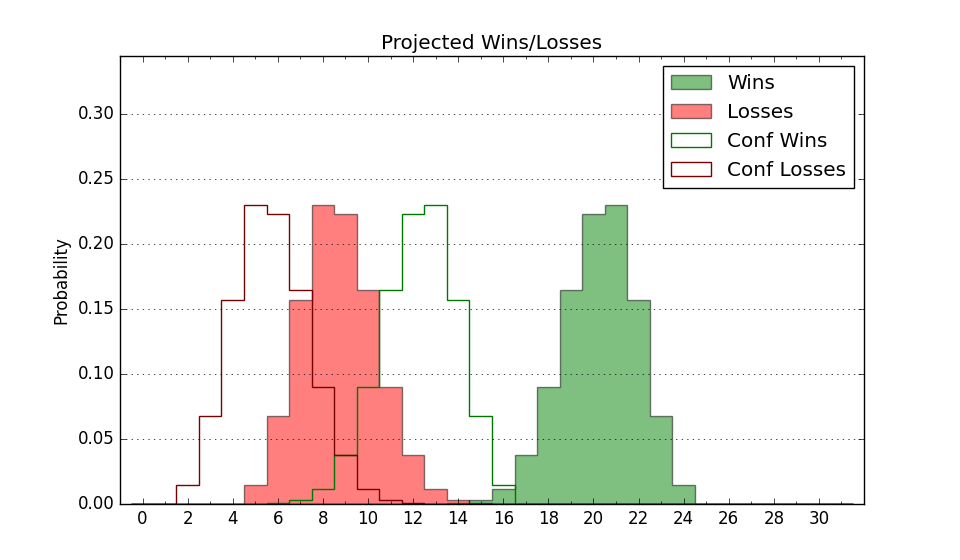 Projected Wins/Losses
Wins
Losses
Conf Wins
Conf Losses
Probability
0.30
0.25
0.20
0.15
0.10
0.05
0.00
0 2 4 6 8 10 12 14 16 18 20 22 24 26 28 30